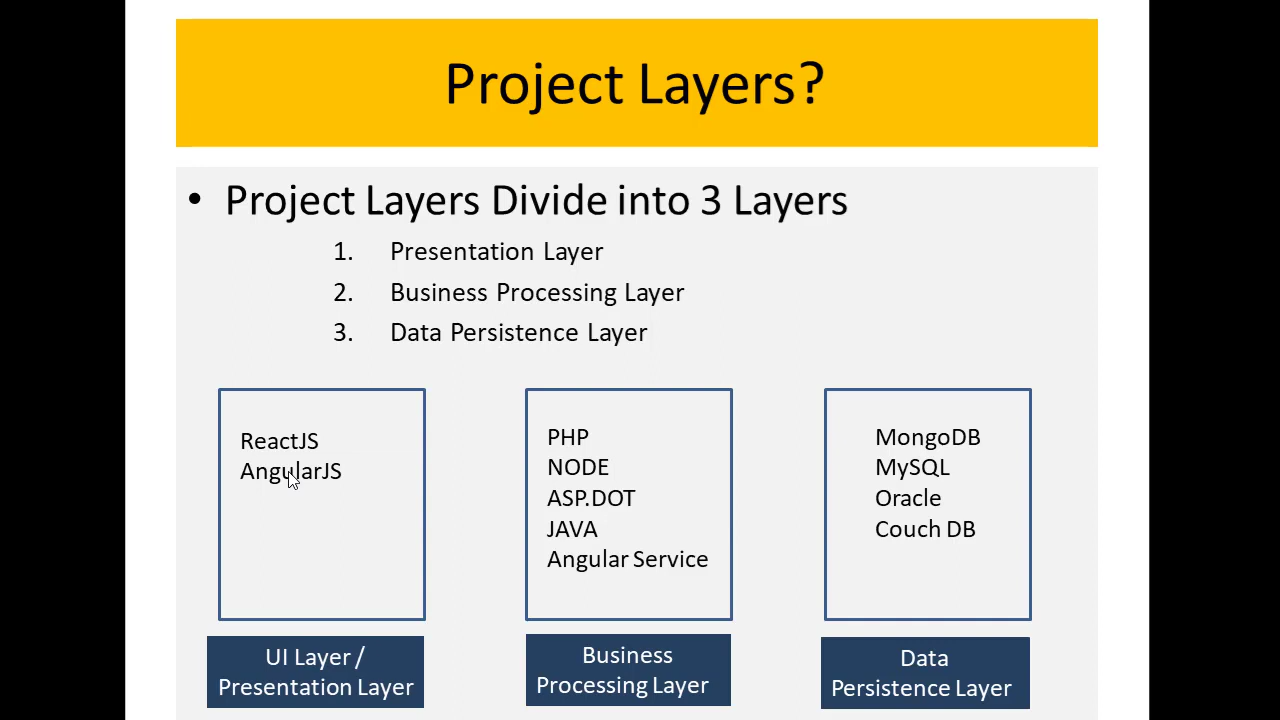 Project Layers?
• Project Layers Divide into 3 Layers
1. Presentation Layer
2. Business Processing Layer
3. Data Persistence Layer
ReactJS
AngularJS
PHP
NODE
ASP.DOT
JAVA
Angular Service
MongoDB
MySQL
Oracle
Couch DB
UI Layer /
Presentation Layer
Business
Processing Layer
Data
Persistence Layer